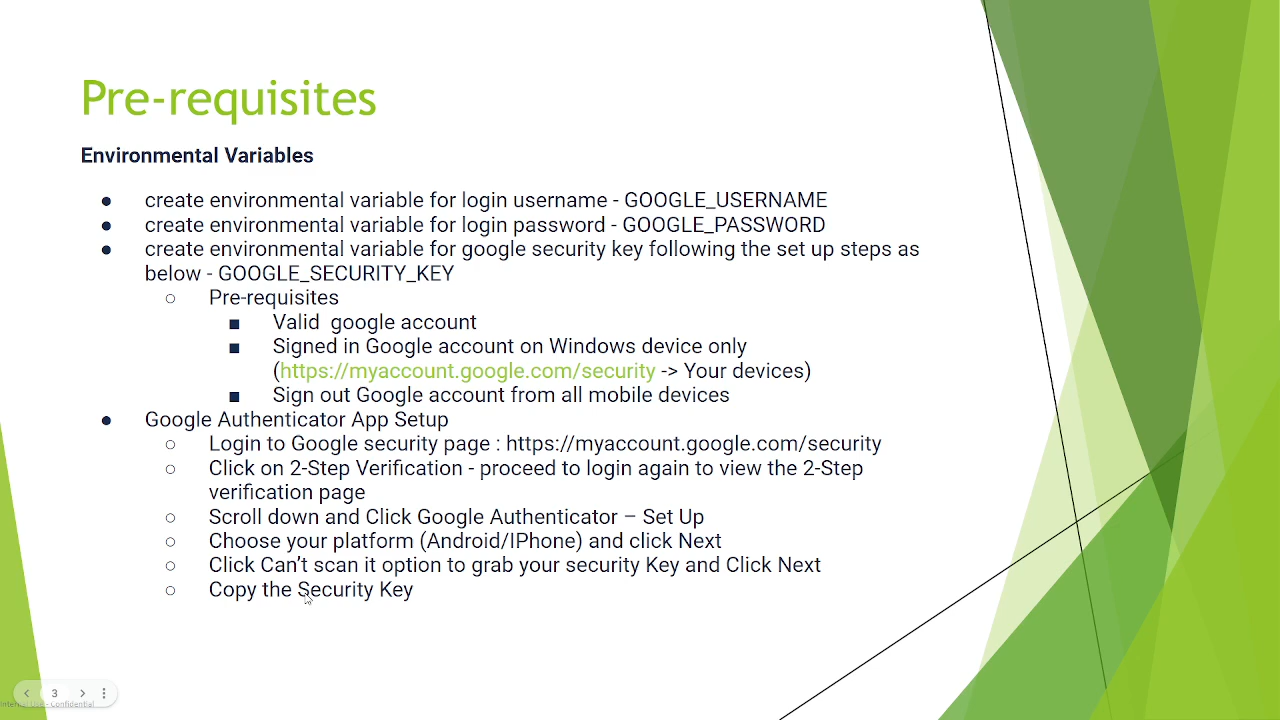 Pre-requisites
Environmental Variables
● create environmental variable for login username - GOOGLE_USERNAME
● create environmental variable for login password - GOOGLE_PASSWORD
● create environmental variable for google security key following the set up steps as
below - GOOGLE_SECURITY_KEY
○ Pre-requisites
■ Valid google account
■ Signed in Google account on Windows device only
(https://myaccount.google.com/security -> Your devices)
■ Sign out Google account from all mobile devices
● Google Authenticator App Setup
○ Login to Google security page : https://myaccount.google.com/security
○ Click on 2-Step Verification - proceed to login again to view the 2-Step
verification page
○ Scroll down and Click Google Authenticator – Set Up
○ Choose your platform (Android/IPhone) and click Next
○ Click Can’t scan it option to grab your security Key and Click Next
○ Copy the Security Key
3
Confidential